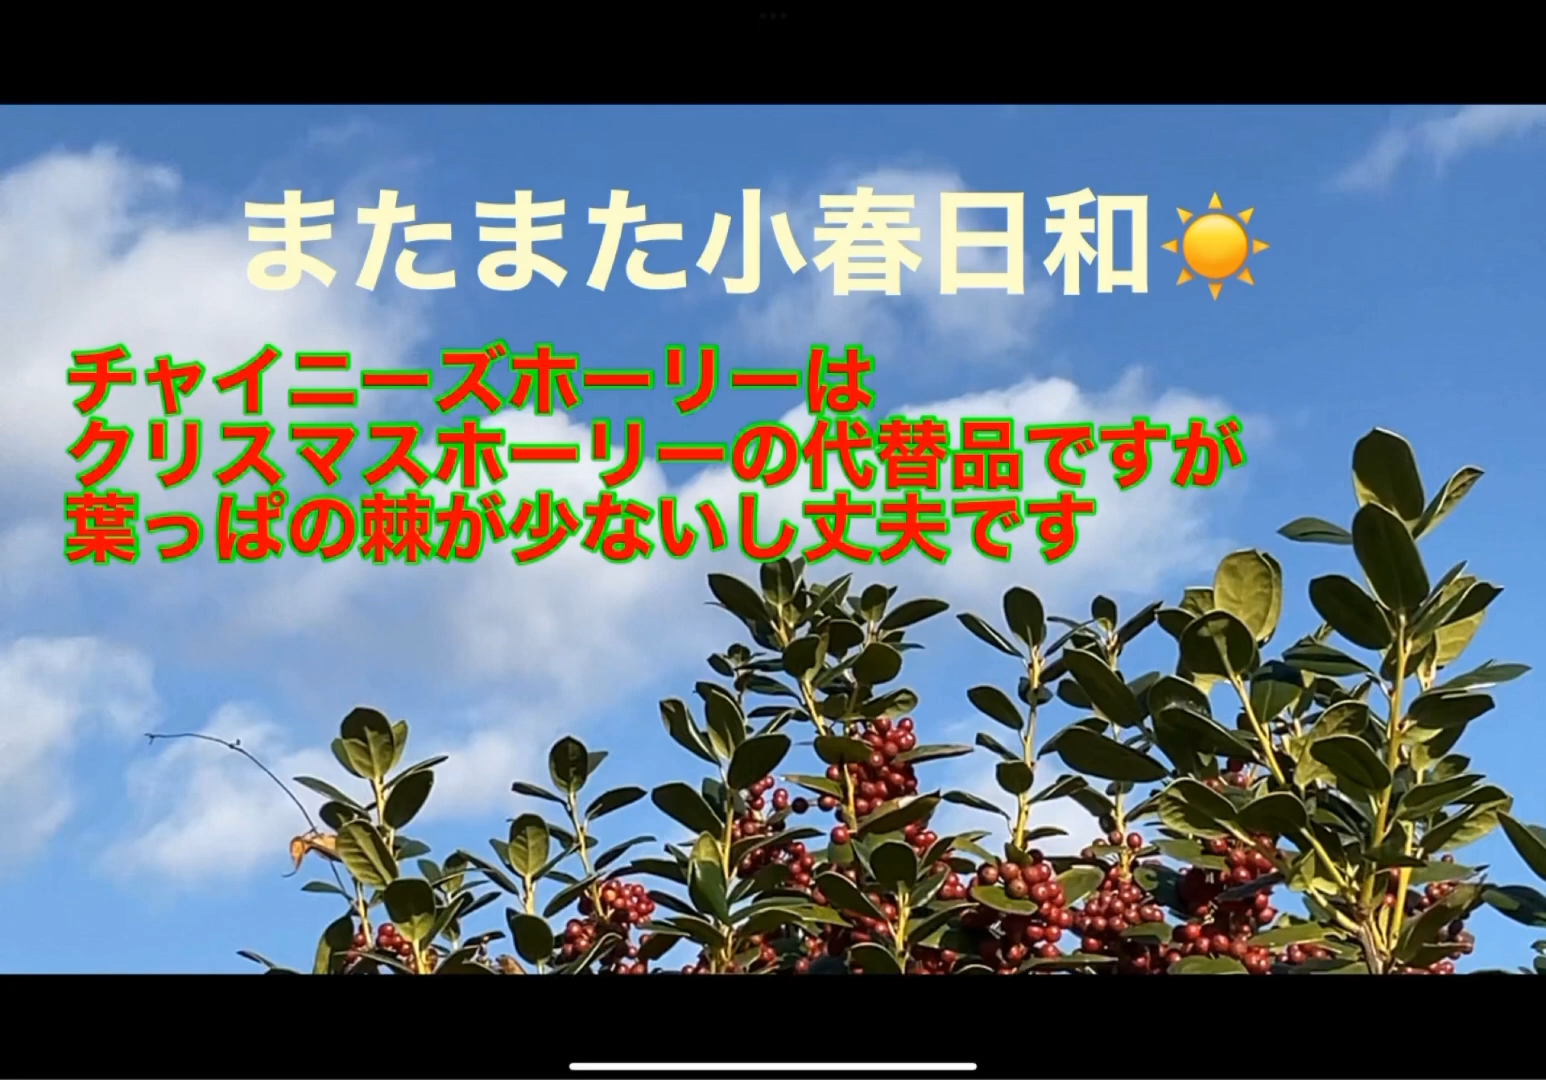 またまた小春日和☀️
チャイニーズホーリーは
クリスマスホーリーの代替品ですが
葉っぱの棘が少ないし丈夫です